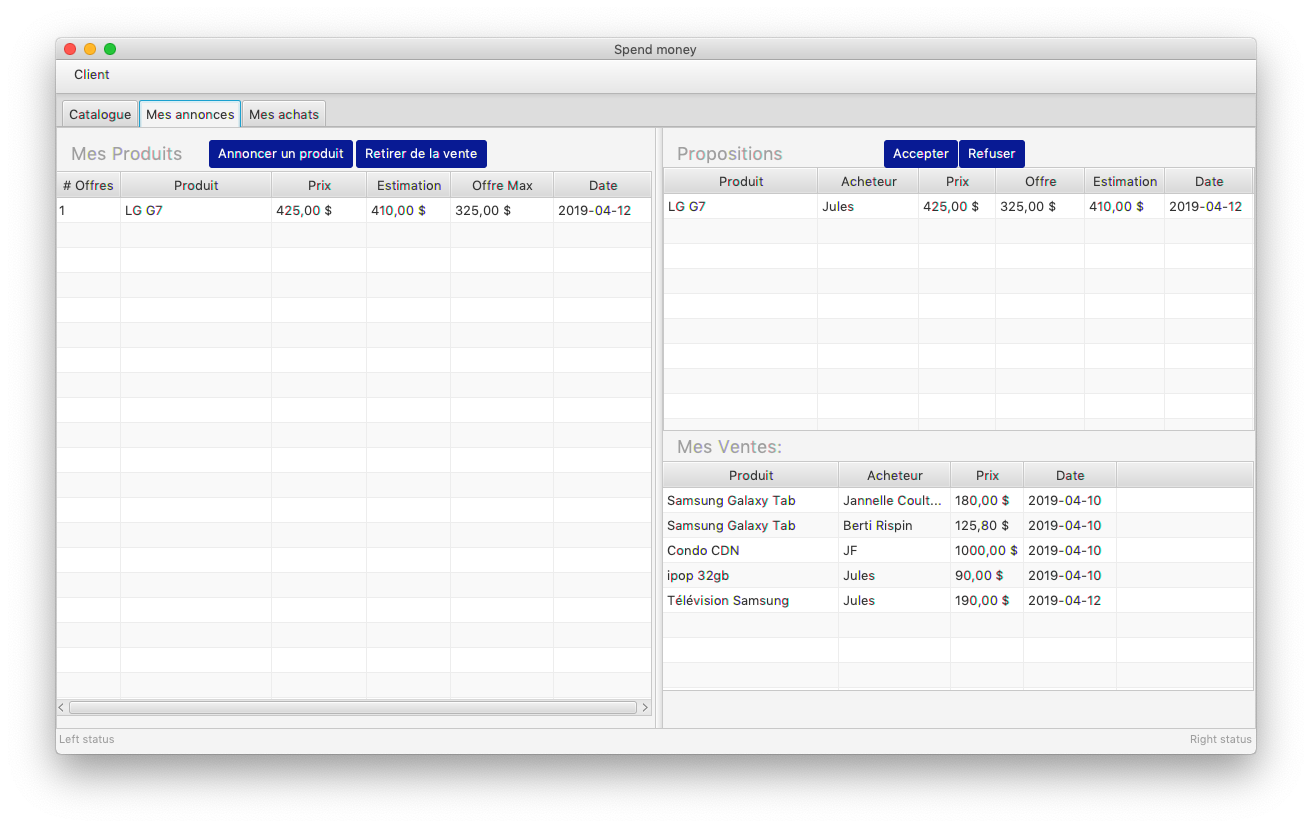 Spend money
Client
Catalogue Mes annonces Mes achats
Mes Produits Annoncer un produit Retirer de la vente
# Offres Produit Prix Estimation Offre Max Date
1 LG G7 425,00 $ 410,00 $ 325,00 $ 2019-04-12
Propositions Accepter Refuser
Produit Acheteur Prix Offre Estimation Date
LG G7 Jules 425,00 $ 325,00 $ 410,00 $ 2019-04-12
Mes Ventes:
Produit Acheteur Prix Date
Samsung Galaxy Tab Jannelle Coult... 180,00 $ 2019-04-10
Samsung Galaxy Tab Berti Rispin 125,80 $ 2019-04-10
Condo CDN JF 1000,00 $ 2019-04-10
ipop 32gb Jules 90,00 $ 2019-04-10
Télévision Samsung Jules 190,00 $ 2019-04-12
Left status Right status